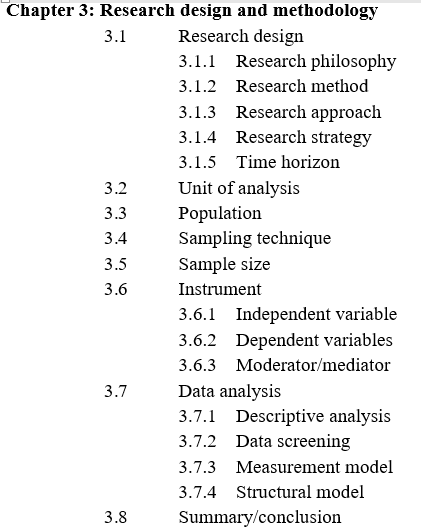 Chapter 3: Research design and methodology
3.1 Research design
3.1.1 Research philosophy
3.1.2 Research method
3.1.3 Research approach
3.1.4 Research strategy
3.1.5 Time horizon
3.2 Unit of analysis
3.3 Population
3.4 Sampling technique
3.5 Sample size
3.6 Instrument
3.6.1 Independent variable
3.6.2 Dependent variables
3.6.3 Moderator/mediator
3.7 Data analysis
3.7.1 Descriptive analysis
3.7.2 Data screening
3.7.3 Measurement model
3.7.4 Structural model
3.8 Summary/conclusion